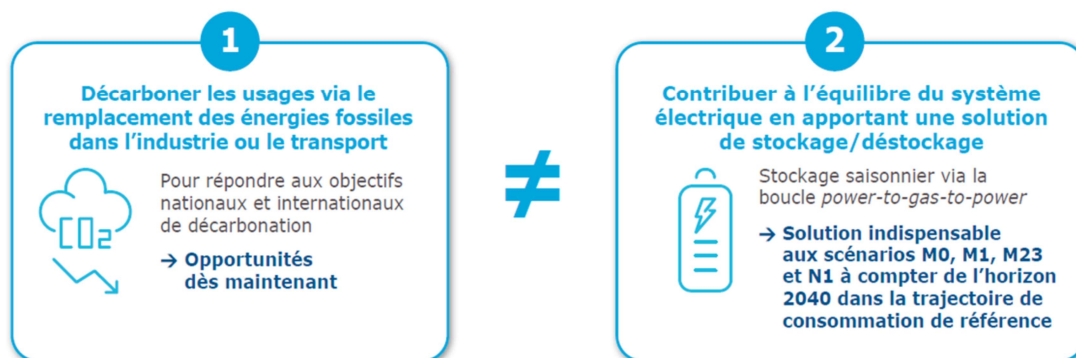 1
Décarboner les usages via le
remplacement des énergies fossiles
dans l’industrie ou le transport
CO2
Pour répondre aux objectifs
nationaux et internationaux
de décarbonation
→ Opportunités
dès maintenant
≠
2
Contribuer à l’équilibre du système
électrique en apportant une solution
de stockage/déstockage
Stockage saisonnier via la
boucle power-to-gas-to-power
→ Solution indispensable
aux scénarios M0, M1, M23
et N1 à compter de l’horizon
2040 dans la trajectoire de
consommation de référence